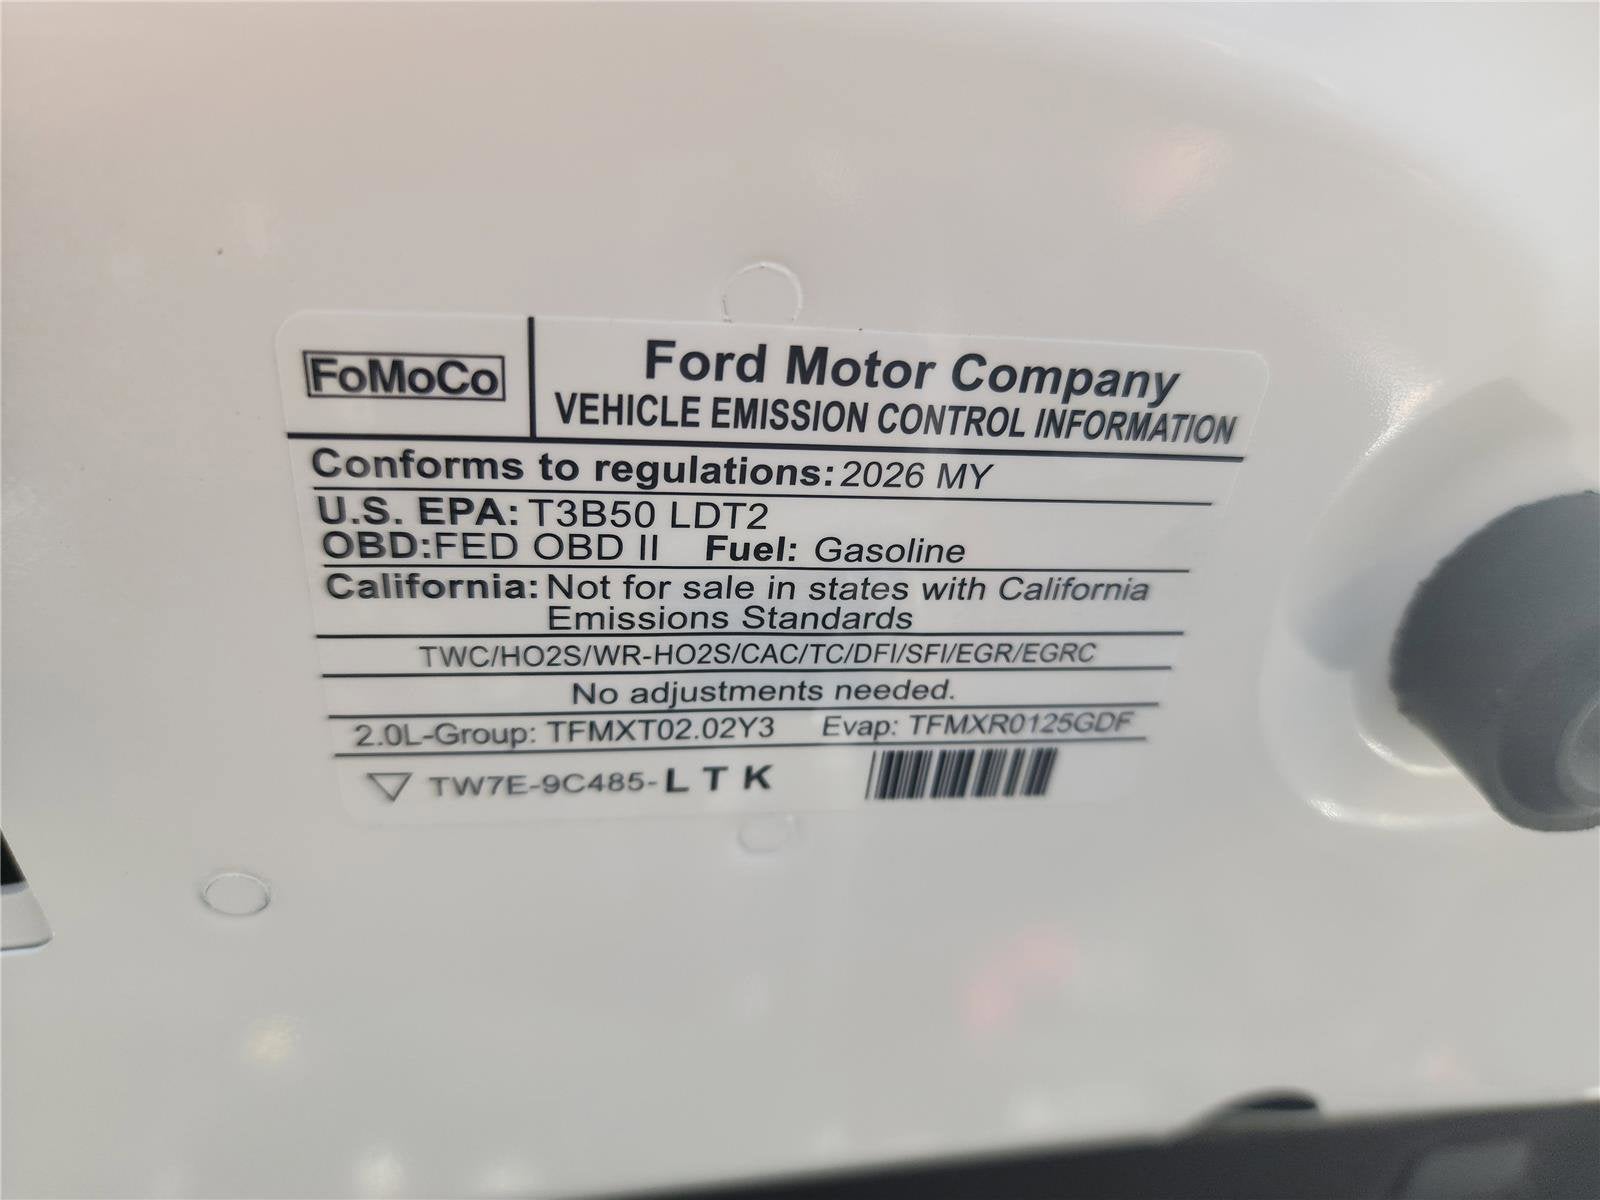 FoMoCo
Ford Motor Company
VEHICLE EMISSION CONTROL INFORMATION
Conforms to regulations: 2026 MY
U.S. EPA: T3B50 LDT2
OBD:FED OBD II Fuel: Gasoline
California: Not for sale in states with California
Emissions Standards
TWC/HO2S/WR-HO2S/CAC/TC/DFI/SFI/EGR/EGRC
No adjustments needed.
2.0L-Group: TFMXT02.02Y3 Evap: TFMXR0125GDF
TW7E-9C485-L T K